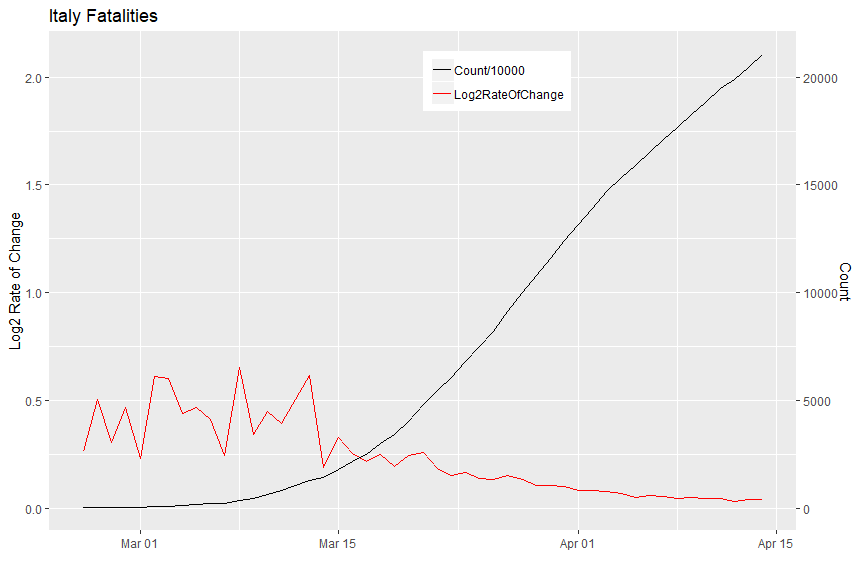 Italy Fatalities
Count/10000
Log2RateOfChange
2.0
1.5
1.0
0.5
0.0
Log2 Rate of Change
20000
15000
10000
5000
0
Count
Mar 01
Mar 15
Apr 01
Apr 15